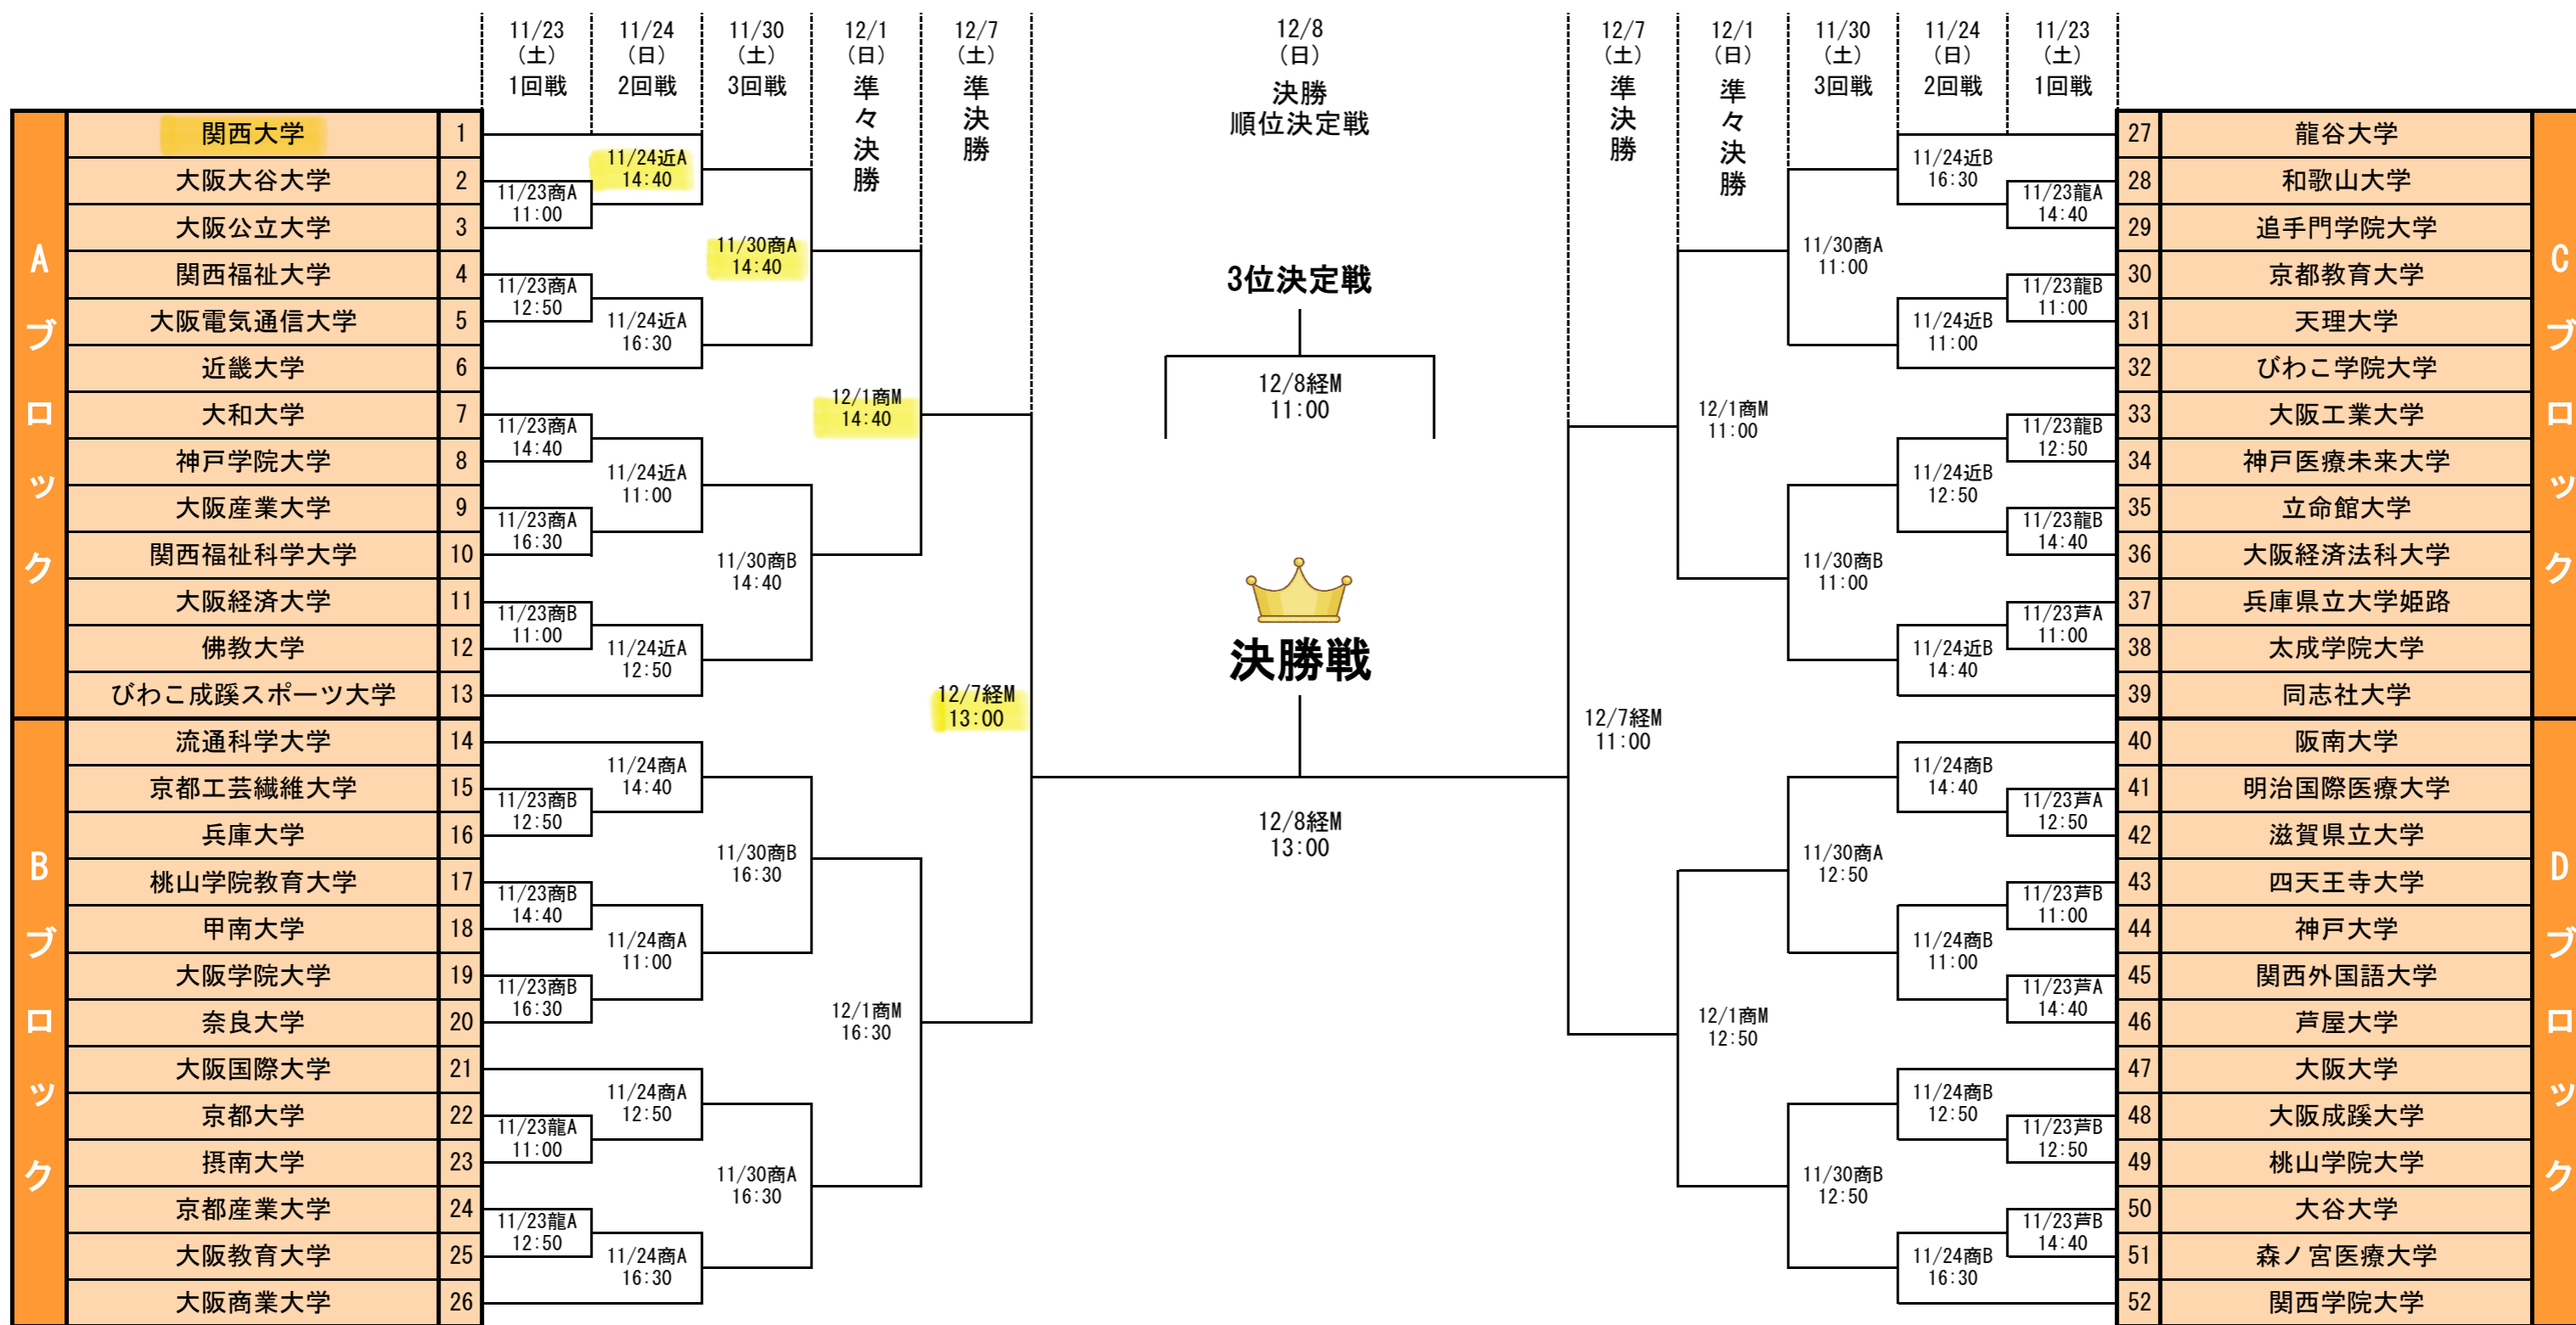 11/23
(土)
1回戦
11/24
(日)
2回戦
11/30
(土)
3回戦
12/1
(日)
準々決勝
12/7
(土)
準決勝
12/8
(日)
決勝
順位決定戦
12/7
(土)
準決勝
12/1
(日)
準々決勝
11/30
(土)
3回戦
11/24
(日)
2回戦
11/23
(土)
1回戦
Aブロック
関西大学 1
大阪大谷大学 2
大阪公立大学 3
関西福祉大学 4
大阪電気通信大学 5
近畿大学 6
大和大学 7
神戸学院大学 8
大阪産業大学 9
関西福祉科学大学 10
大阪経済大学 11
佛教大学 12
びわこ成蹊スポーツ大学 13
Bブロック
流通科学大学 14
京都工芸繊維大学 15
兵庫大学 16
桃山学院教育大学 17
甲南大学 18
大阪学院大学 19
奈良大学 20
大阪国際大学 21
京都大学 22
摂南大学 23
京都産業大学 24
大阪教育大学 25
大阪商業大学 26
11/23商A
11:00
11/23商A
12:50
11/23商A
14:40
11/23商A
16:30
11/23商B
11:00
11/23商B
12:50
11/23商B
14:40
11/23商B
16:30
11/23龍A
11:00
11/23龍A
12:50
11/24近A
14:40
11/24近A
16:30
11/24近A
11:00
11/24近A
12:50
11/24商A
14:40
11/24商A
11:00
11/24商A
12:50
11/24商A
16:30
11/30商A
14:40
11/30商B
14:40
11/30商B
16:30
11/30商A
16:30
12/1商M
14:40
12/1商M
16:30
12/7経M
13:00
3位決定戦
12/8経M
11:00
決勝戦
12/8経M
13:00
12/7経M
11:00
12/1商M
11:00
12/1商M
12:50
11/30商A
11:00
11/30商B
11:00
11/30商A
12:50
11/30商B
12:50
11/24近B
16:30
11/24近B
11:00
11/24近B
12:50
11/24近B
14:40
11/24商B
14:40
11/24商B
11:00
11/24商B
12:50
11/24商B
16:30
11/23龍A
14:40
11/23龍B
11:00
11/23龍B
12:50
11/23龍B
14:40
11/23芦A
11:00
11/23芦A
12:50
11/23芦B
11:00
11/23芦A
14:40
11/23芦B
12:50
11/23芦B
14:40
Cブロック
27 龍谷大学
28 和歌山大学
29 追手門学院大学
30 京都教育大学
31 天理大学
32 びわこ学院大学
33 大阪工業大学
34 神戸医療未来大学
35 立命館大学
36 大阪経済法科大学
37 兵庫県立大学姫路
38 太成学院大学
39 同志社大学
Dブロック
40 阪南大学
41 明治国際医療大学
42 滋賀県立大学
43 四天王寺大学
44 神戸大学
45 関西外国語大学
46 芦屋大学
47 大阪大学
48 大阪成蹊大学
49 桃山学院大学
50 大谷大学
51 森ノ宮医療大学
52 関西学院大学